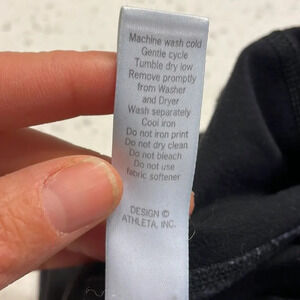 Machine wash cold
Gentle cycle
Tumble dry low
Remove promptly
from Washer
and Dryer
Wash separately
Cool iron
Do not iron print
Do not dry clean
Do not bleach
Do not use
fabric softener
DESIGN ©
ATHLETA, INC.